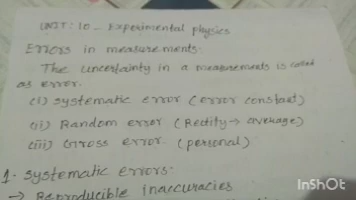 UNIT: 10 - Experimental physics
Errors in measurements.
The uncertainty in a measurements is called
as error.
(i) systematic error. (error constant)
(ii) Random error (Rectify → average)
(iii) Gross error. (personal)
1. systematic errors:
→ Reproducible inaccuracies
InShOt